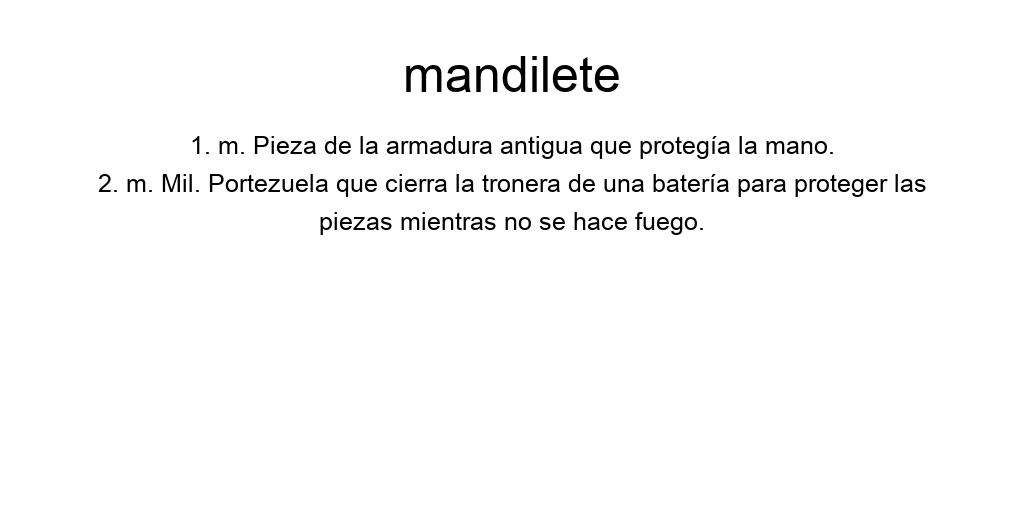 mandilete
1. m. Pieza de la armadura antigua que protegía la mano.
2. m. Mil. Portezuela que cierra la tronera de una batería para proteger las
piezas mientras no se hace fuego.